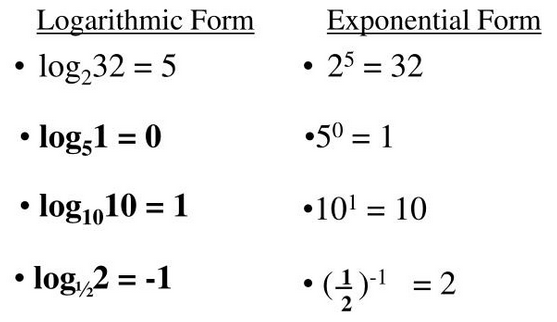 Logarithmic Form Exponential Form
• log₂32 = 5 • 2⁵ = 32
• log₅1 = 0 •5⁰ = 1
• log₁₀10 = 1 •10¹ = 10
• log½2 = -1 • (1/2)⁻¹ = 2